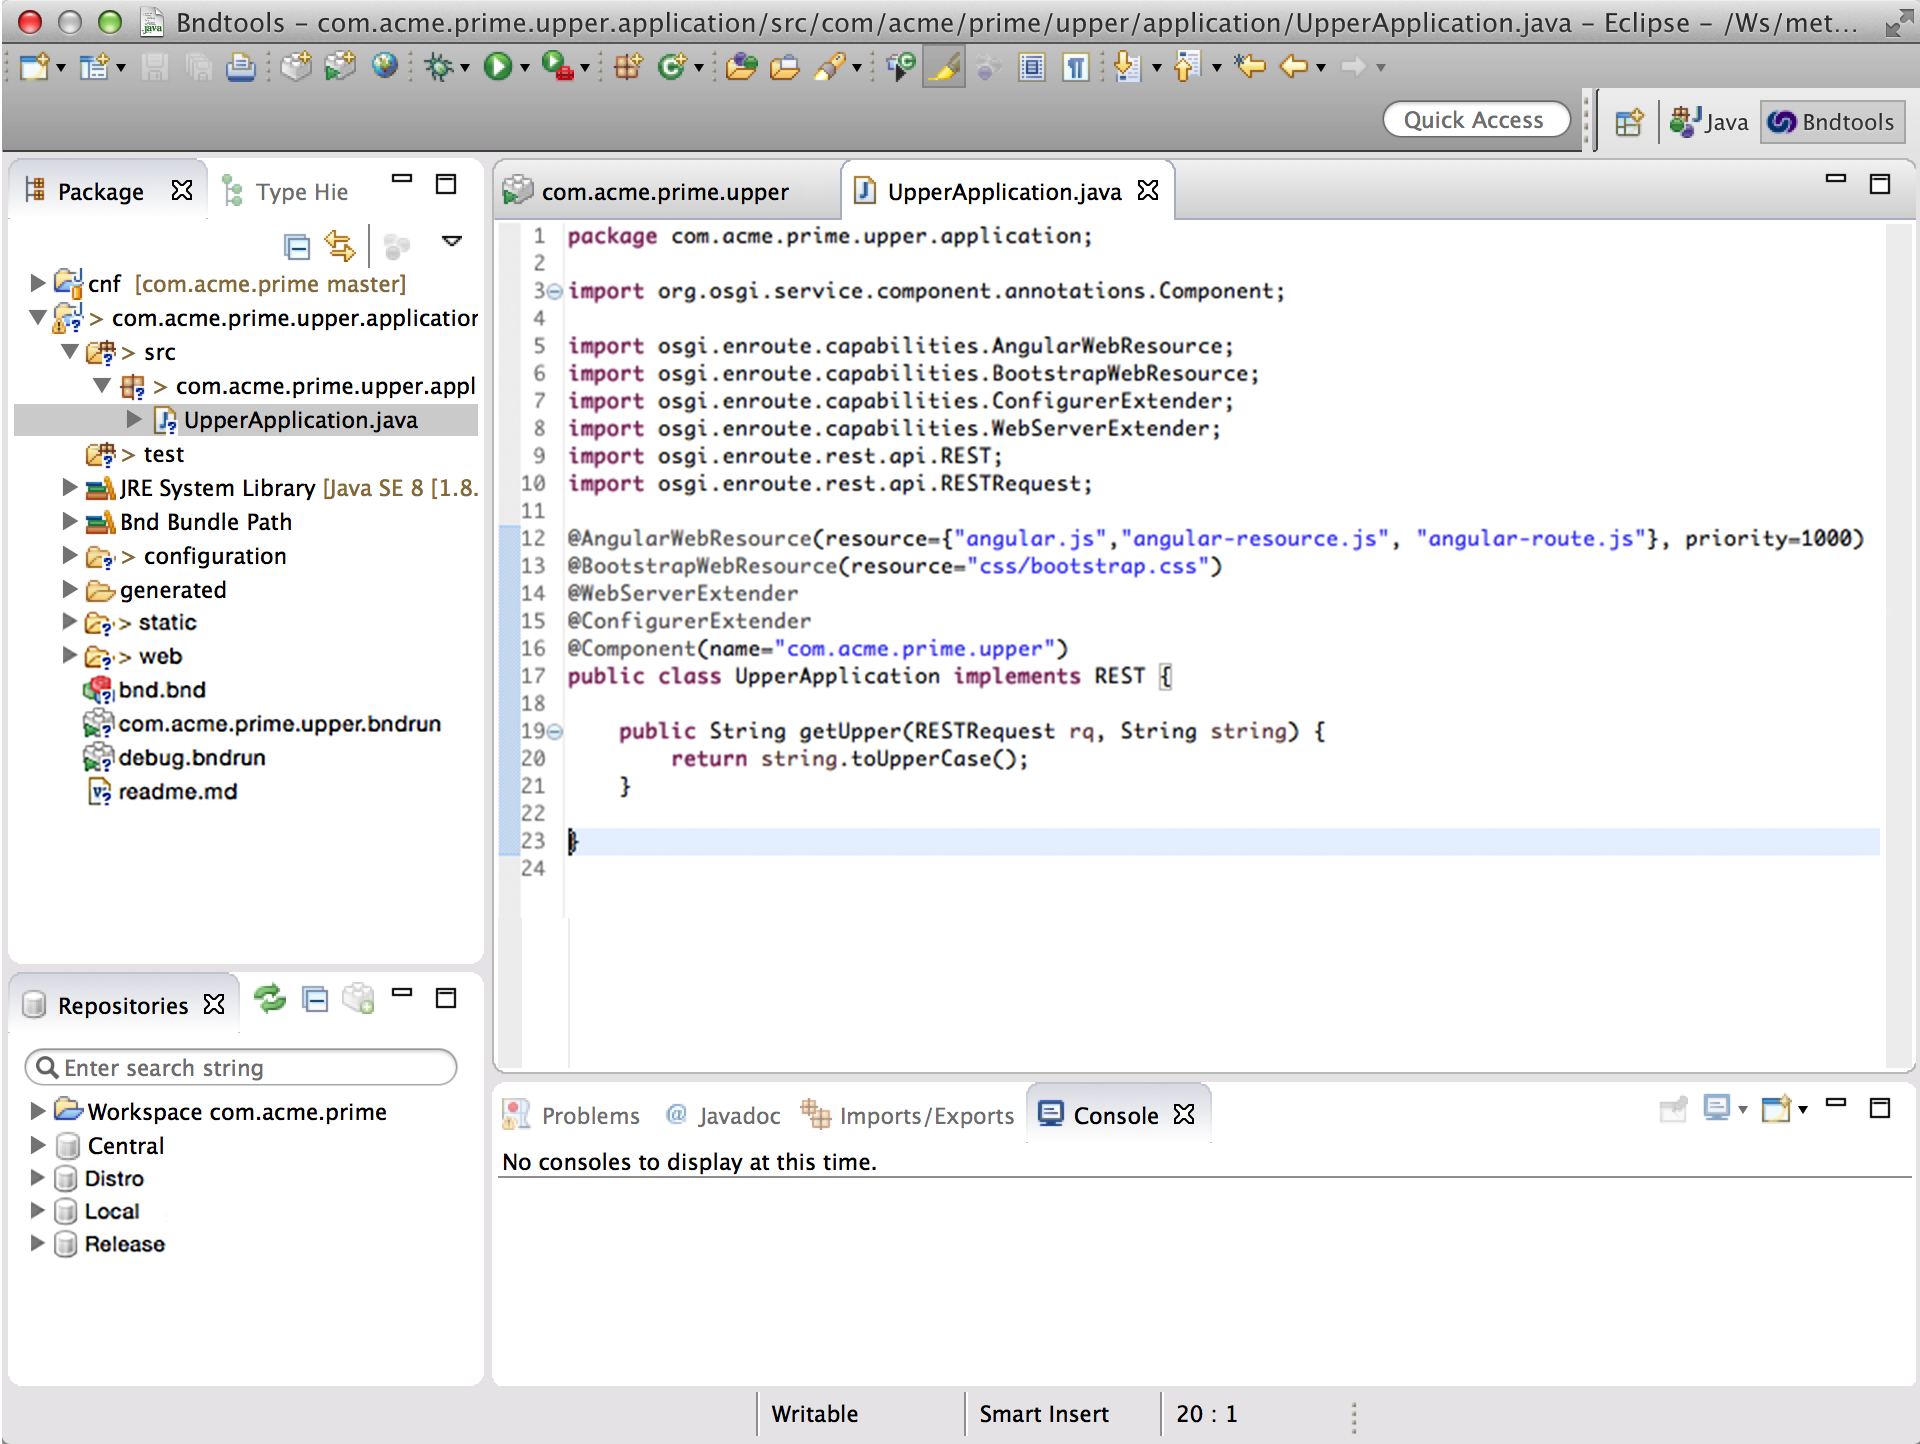 Bndtools – com.acme.prime.upper.application/src/com/acme/prime/upper/application/UpperApplication.java – Eclipse – /Ws/met...
Quick Access
Java
Bndtools
Package
Type Hie
cnf [com.acme.prime master]
> com.acme.prime.upper.application
> src
> com.acme.prime.upper.appl
UpperApplication.java
> test
JRE System Library [Java SE 8 [1.8.
Bnd Bundle Path
> configuration
generated
> static
> web
bnd.bnd
com.acme.prime.upper.bndrun
debug.bndrun
readme.md
Repositories
Enter search string
Workspace com.acme.prime
Central
Distro
Local
Release
com.acme.prime.upper
UpperApplication.java
1 package com.acme.prime.upper.application;
2
3 import org.osgi.service.component.annotations.Component;
4
5 import osgi.enroute.capabilities.AngularWebResource;
6 import osgi.enroute.capabilities.BootstrapWebResource;
7 import osgi.enroute.capabilities.ConfigurerExtender;
8 import osgi.enroute.capabilities.WebServerExtender;
9 import osgi.enroute.rest.api.REST;
10 import osgi.enroute.rest.api.RESTRequest;
11
12 @AngularWebResource(resource={"angular.js","angular-resource.js", "angular-route.js"}, priority=1000)
13 @BootstrapWebResource(resource="css/bootstrap.css")
14 @WebServerExtender
15 @ConfigurerExtender
16 @Component(name="com.acme.prime.upper")
17 public class UpperApplication implements REST {
18
19     public String getUpper(RESTRequest rq, String string) {
20         return string.toUpperCase();
21     }
22
23 }
24
Problems
Javadoc
Imports/Exports
Console
No consoles to display at this time.
Writable
Smart Insert
20 : 1